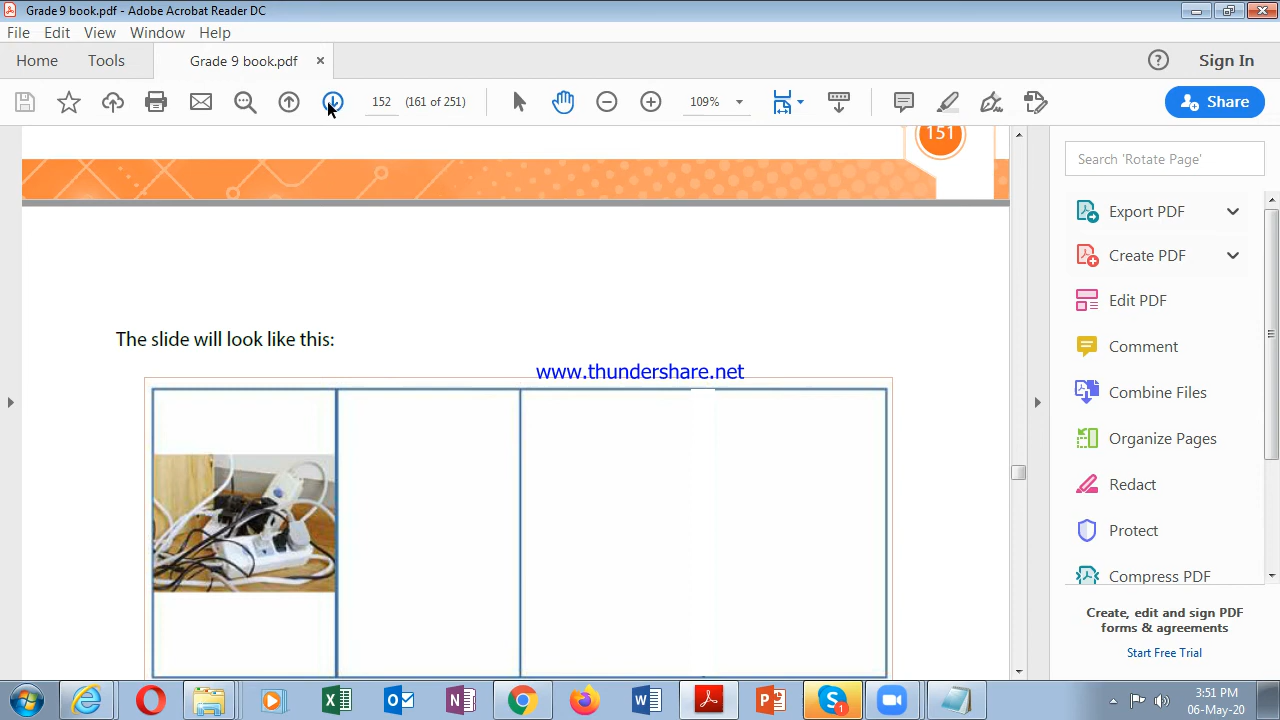 Grade 9 book.pdf - Adobe Acrobat Reader DC
File Edit View Window Help
Home Tools Grade 9 book.pdf × ? Sign In
152 (161 of 251) 109% Share
151
The slide will look like this:
www.thundershare.net
Search 'Rotate Page'
Export PDF
Create PDF
Edit PDF
Comment
Combine Files
Organize Pages
Redact
Protect
Compress PDF
Create, edit and sign PDF
forms & agreements
Start Free Trial
3:51 PM
06-May-20